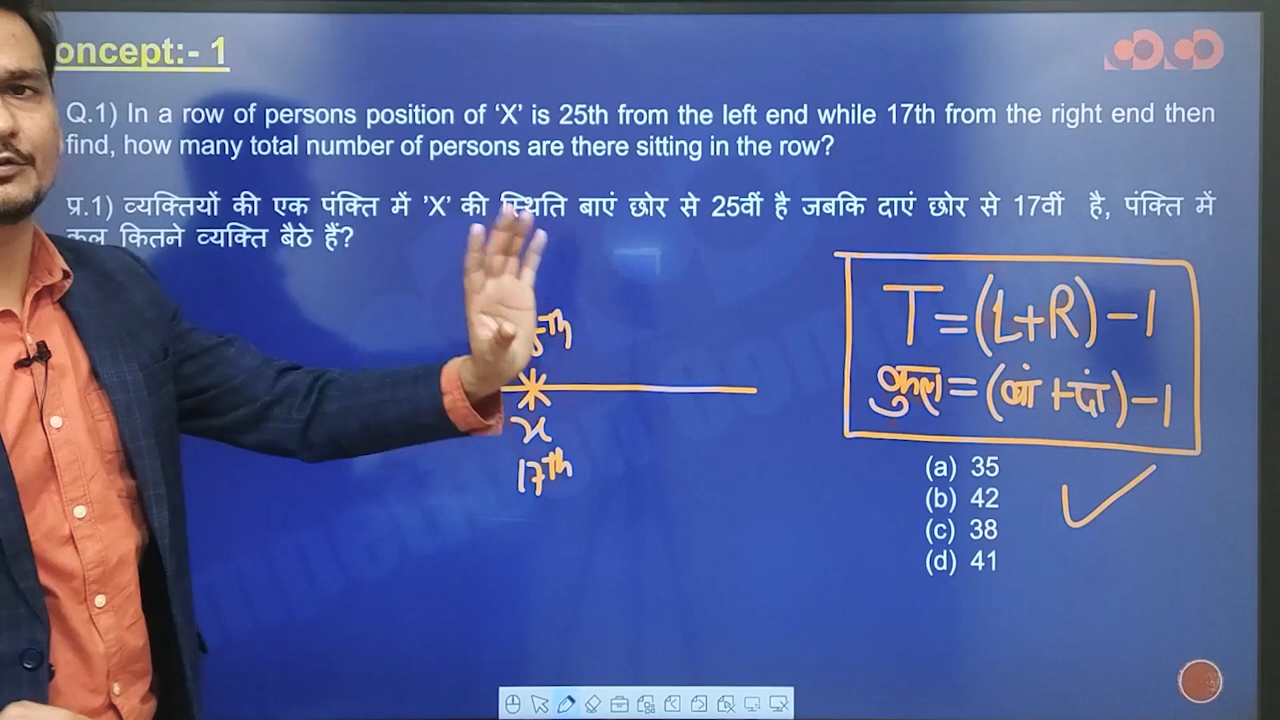 oncept:- 1
Q.1) In a row of persons position of ‘X’ is 25th from the left end while 17th from the right end then
find, how many total number of persons are there sitting in the row?
प्र.1) व्यक्तियों की एक पंक्ति में 'X' की स्थिति बाएं छोर से 25वीं है जबकि दाएं छोर से 17वीं है, पंक्ति में
कुल कितने व्यक्ति बैठे हैं?
T=(L+R)-1
कुल=(बां+दां)-1
5th
x
17th
(a) 35
(b) 42
(c) 38
(d) 41